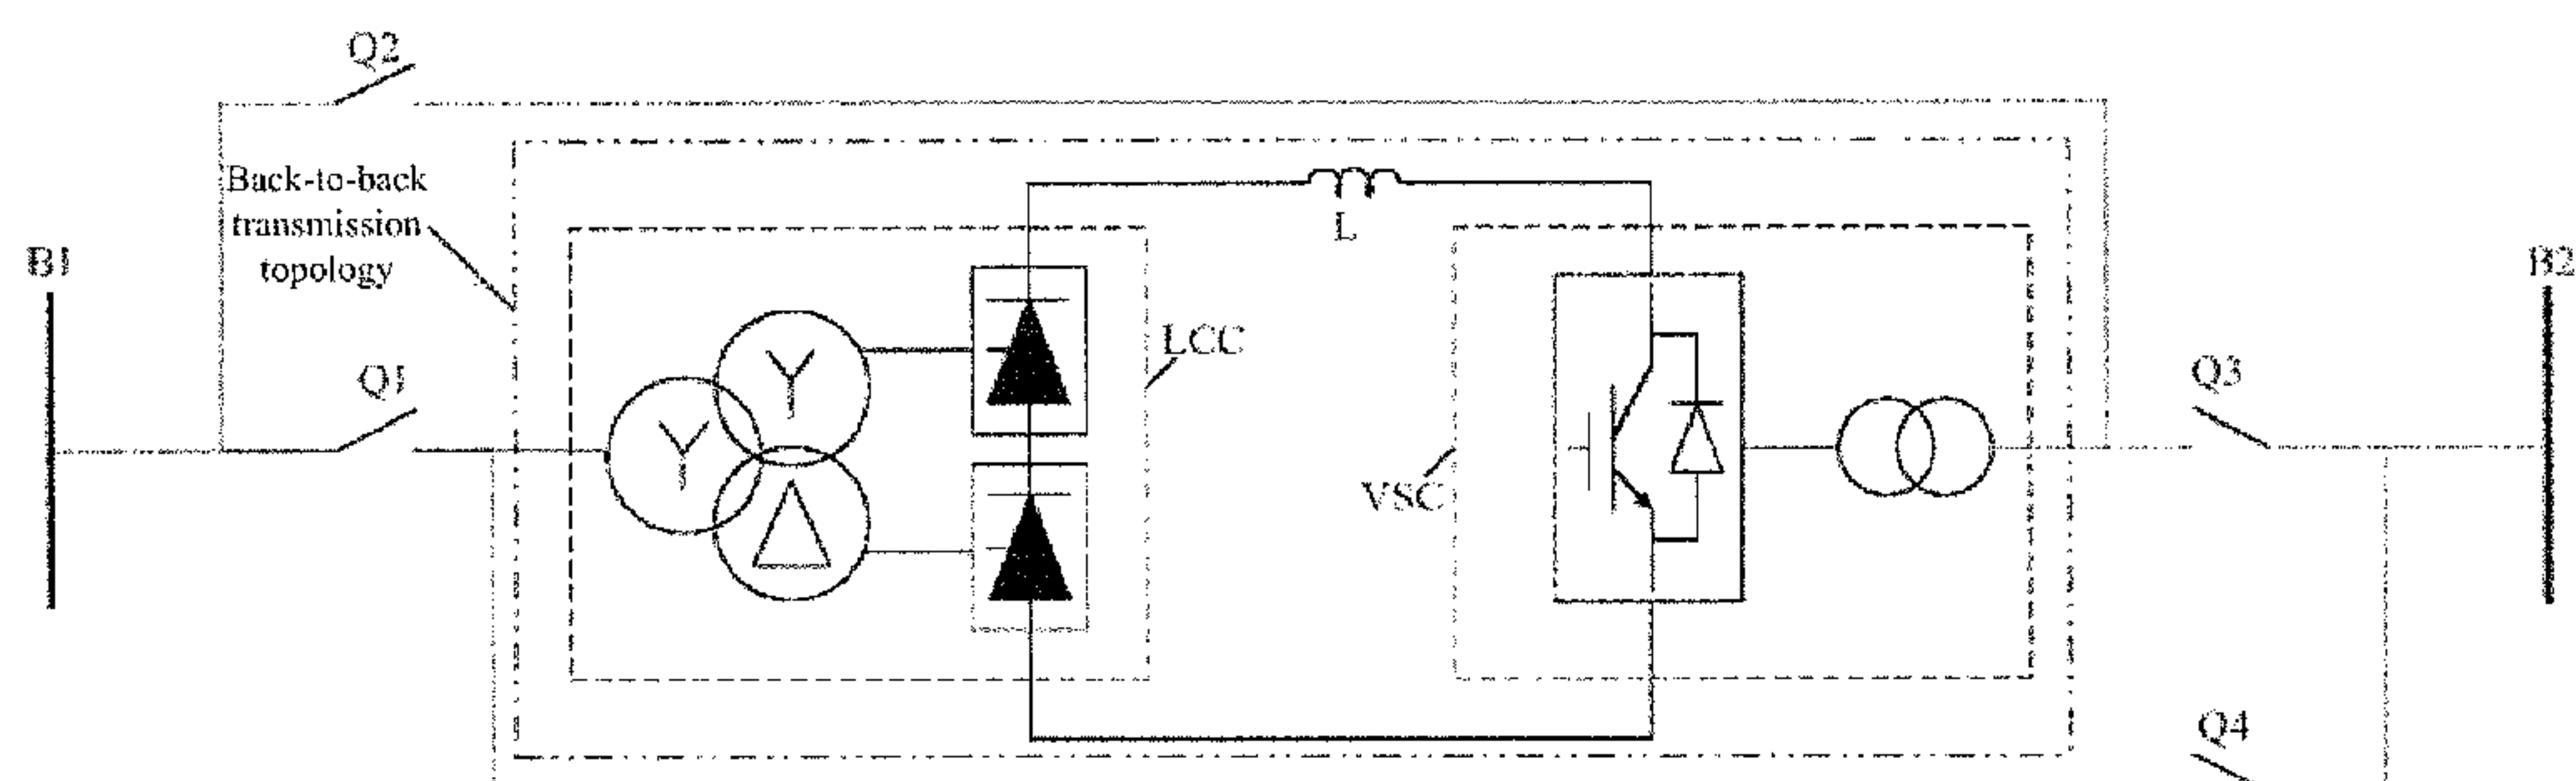 Q2
Back-to-back
transmission
topology
B1
Q1
L
LCC
Y
Y
VSC
Q3
B2
Q4